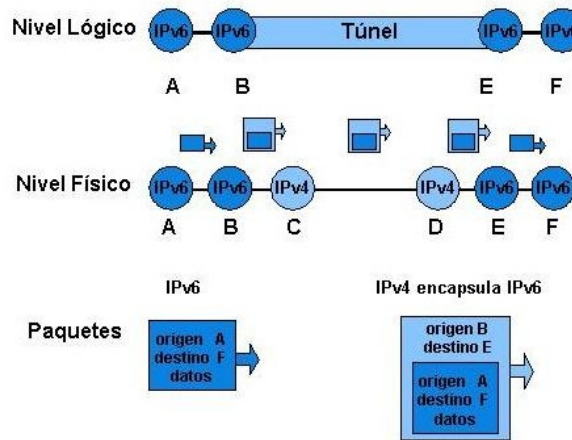 Nivel Lógico IPv6 IPv6 Túnel IPv6 IPv6
A B E F
Nivel Físico IPv6 IPv6 IPv4 IPv4 IPv6 IPv6
A B C D E F
IPv6 IPv4 encapsula IPv6
Paquetes
origen A
destino F
datos
origen B
destino E
origen A
destino F
datos